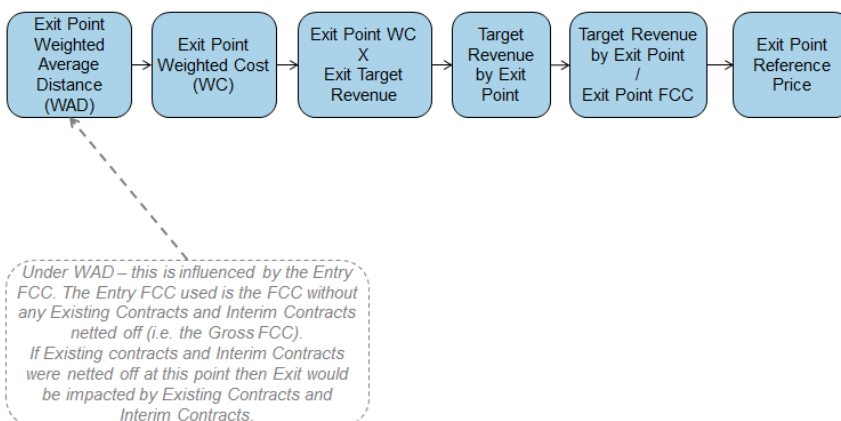 Exit Point
Weighted
Average
Distance
(WAD)
Exit Point
Weighted Cost
(WC)
Exit Point WC
X
Exit Target
Revenue
Target
Revenue
by Exit
Point
Target Revenue
by Exit Point
/
Exit Point FCC
Exit Point
Reference
Price
Under WAD – this is influenced by the Entry
FCC. The Entry FCC used is the FCC without
any Existing Contracts and Interim Contracts
netted off (i.e. the Gross FCC).
If Existing contracts and Interim Contracts
were netted off at this point then Exit would
be impacted by Existing Contracts and
Interim Contracts.